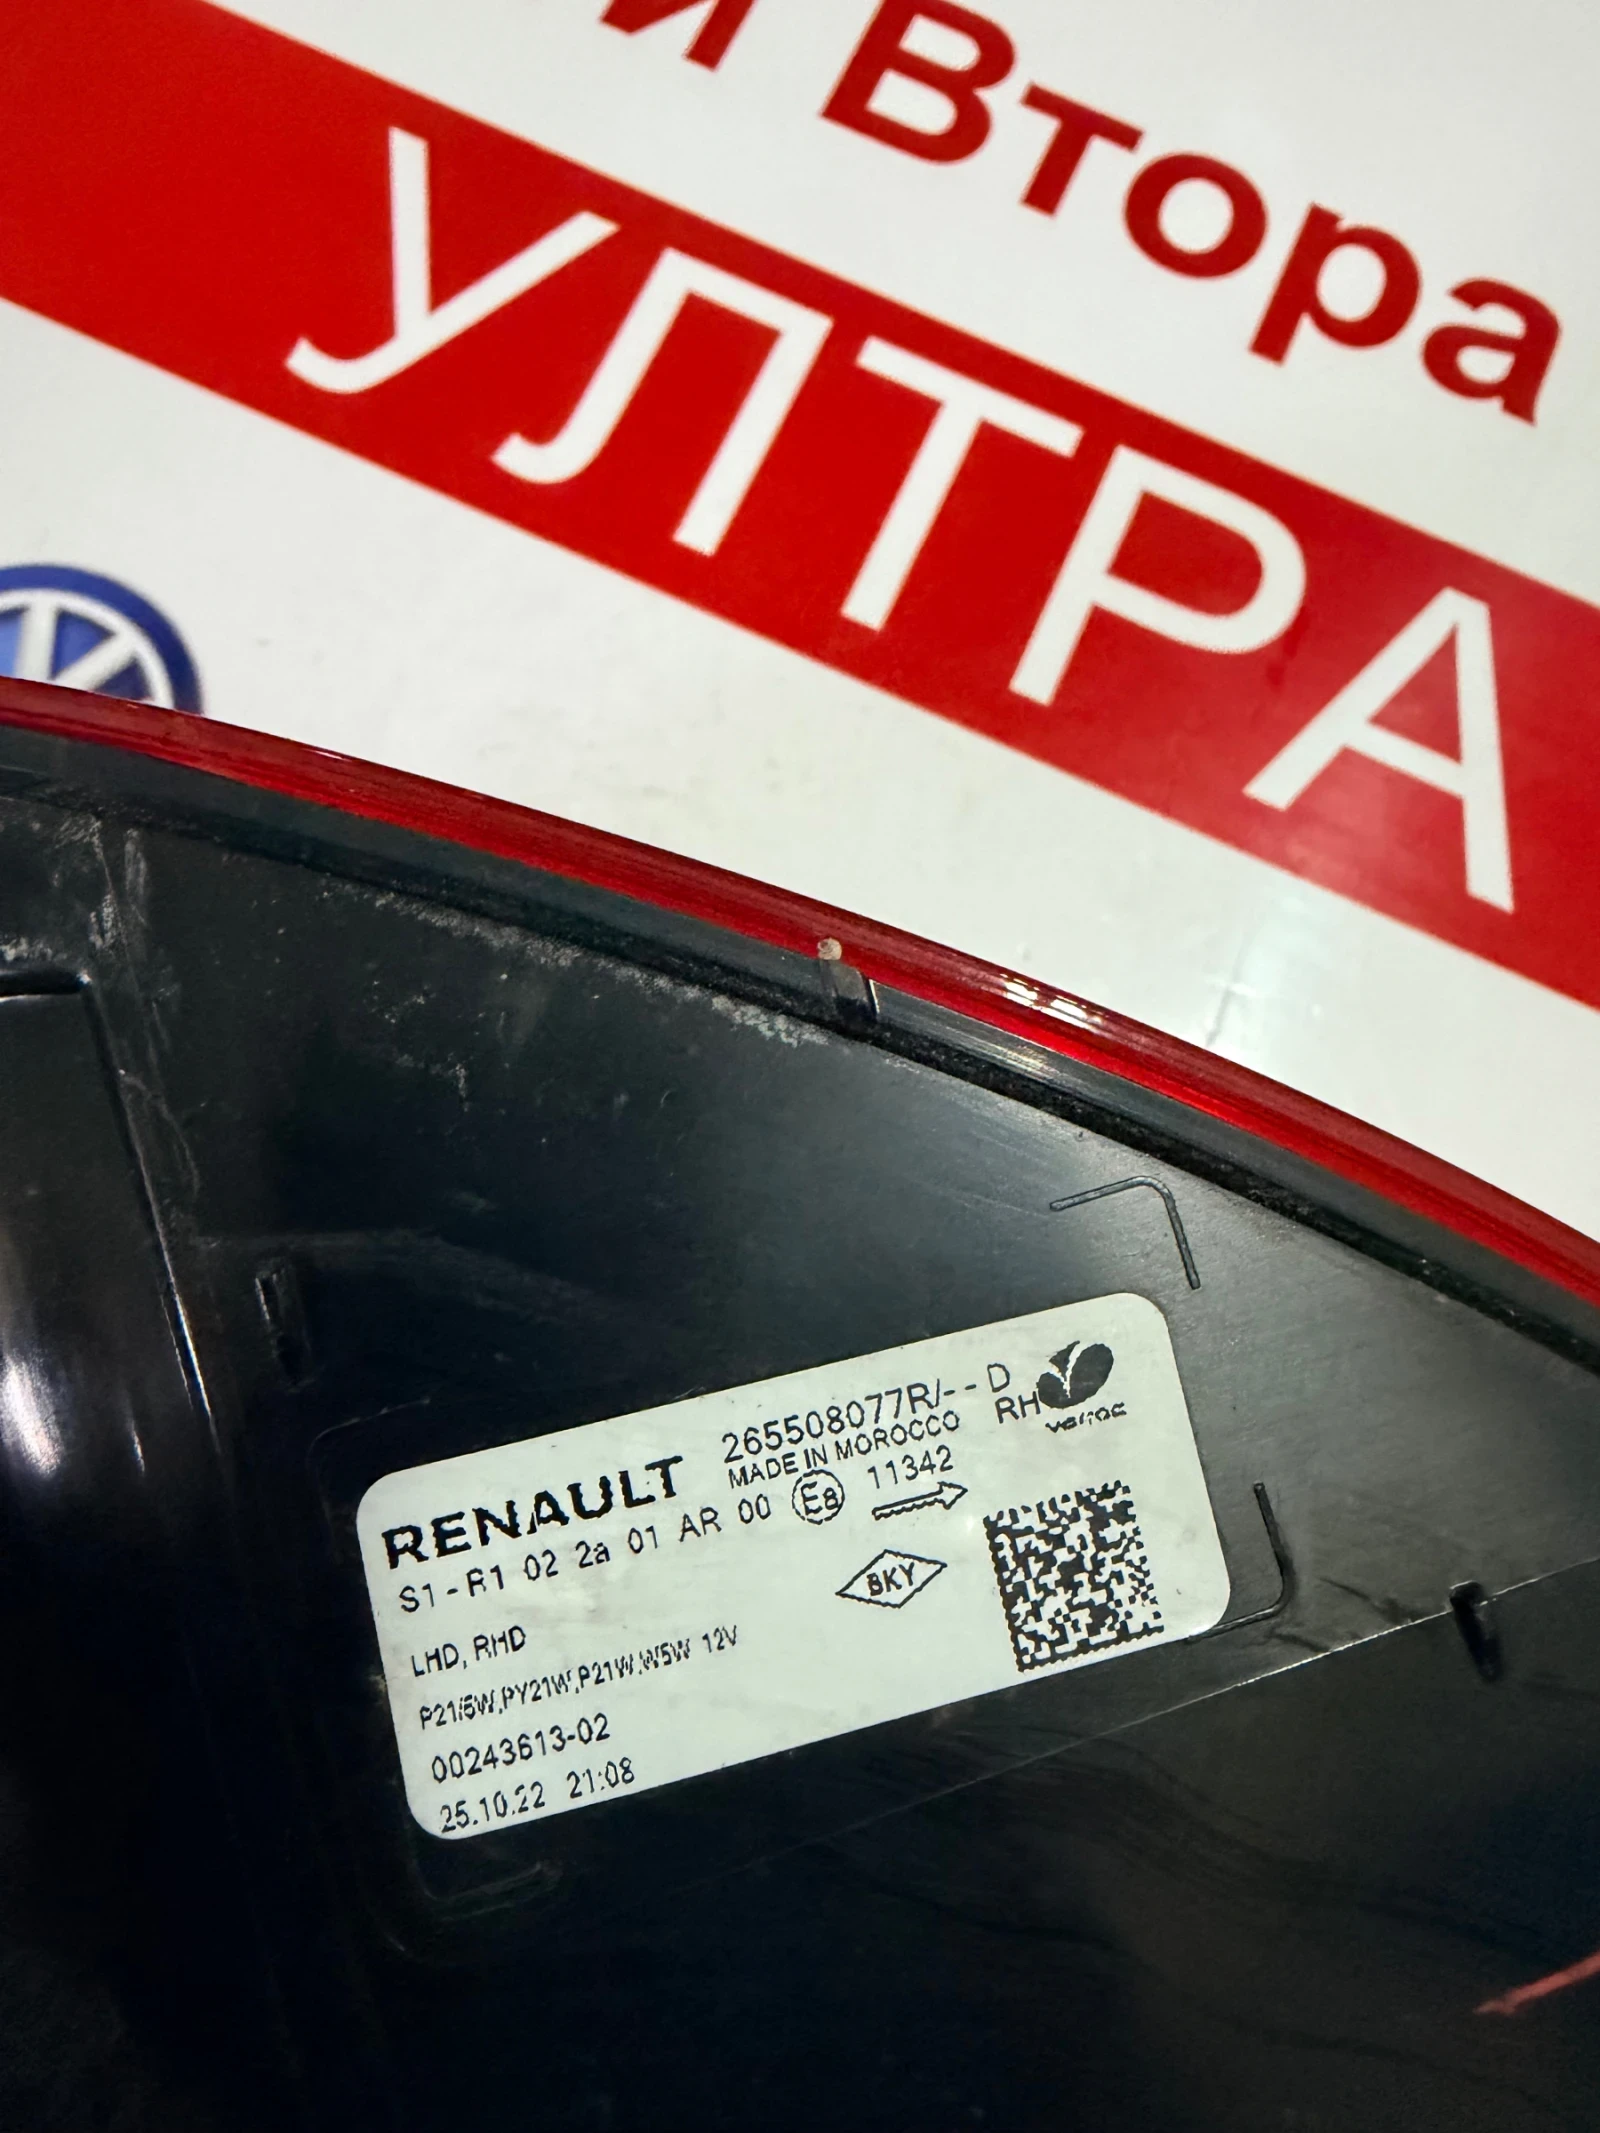 и Втора
УЛТРА
RENAULT
265508077R/--D
MADE IN MOROCCO
RH
varroc
S1-R1 02 2a 01 AR 00 E8 11342
BKY
LHD, RHD
P21/5W,PY21W,P21W,W5W 12V
00243613-02
25.10.22 21:08